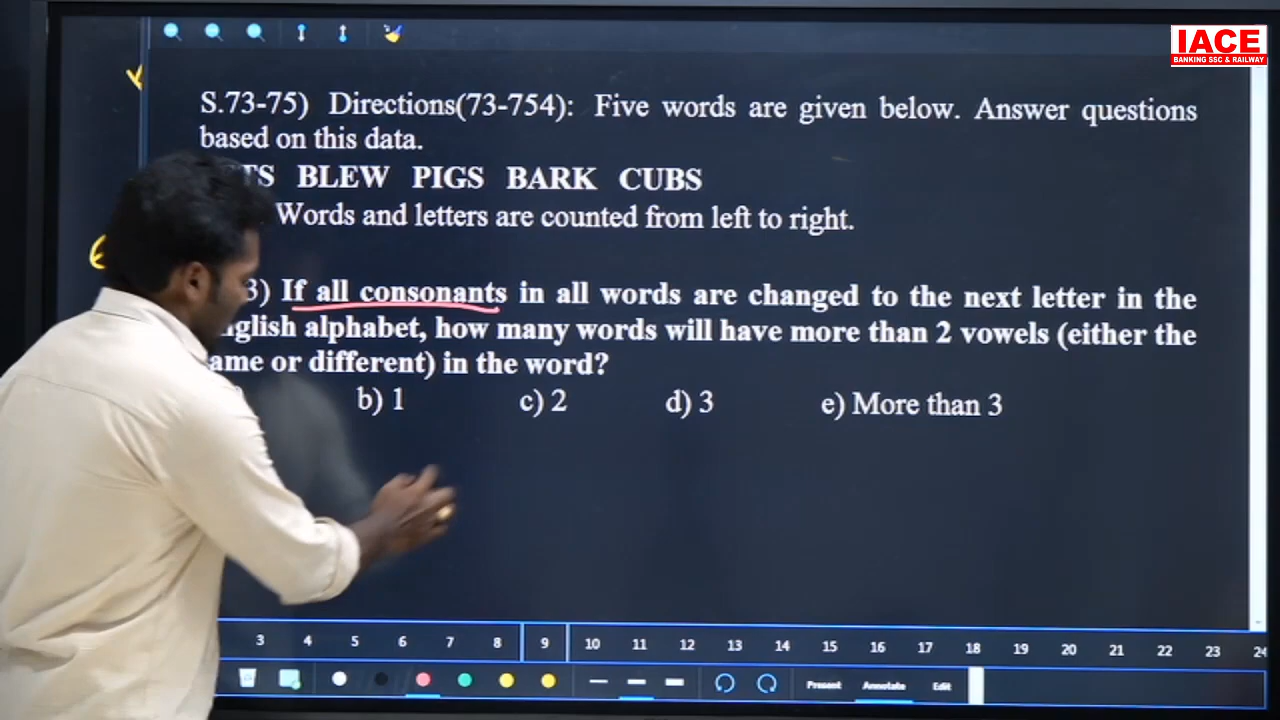 IACE
BANKING SSC & RAILWAY
S.73-75) Directions(73-754): Five words are given below. Answer questions
based on this data.
TS BLEW PIGS BARK CUBS
Words and letters are counted from left to right.
3) If all consonants in all words are changed to the next letter in the
nglish alphabet, how many words will have more than 2 vowels (either the
ame or different) in the word?
b) 1 c) 2 d) 3 e) More than 3
3 4 5 6 7 8 9 10 11 12 13 14 15 16 17 18 19 20 21 22 23 24
Present Annotate Edit